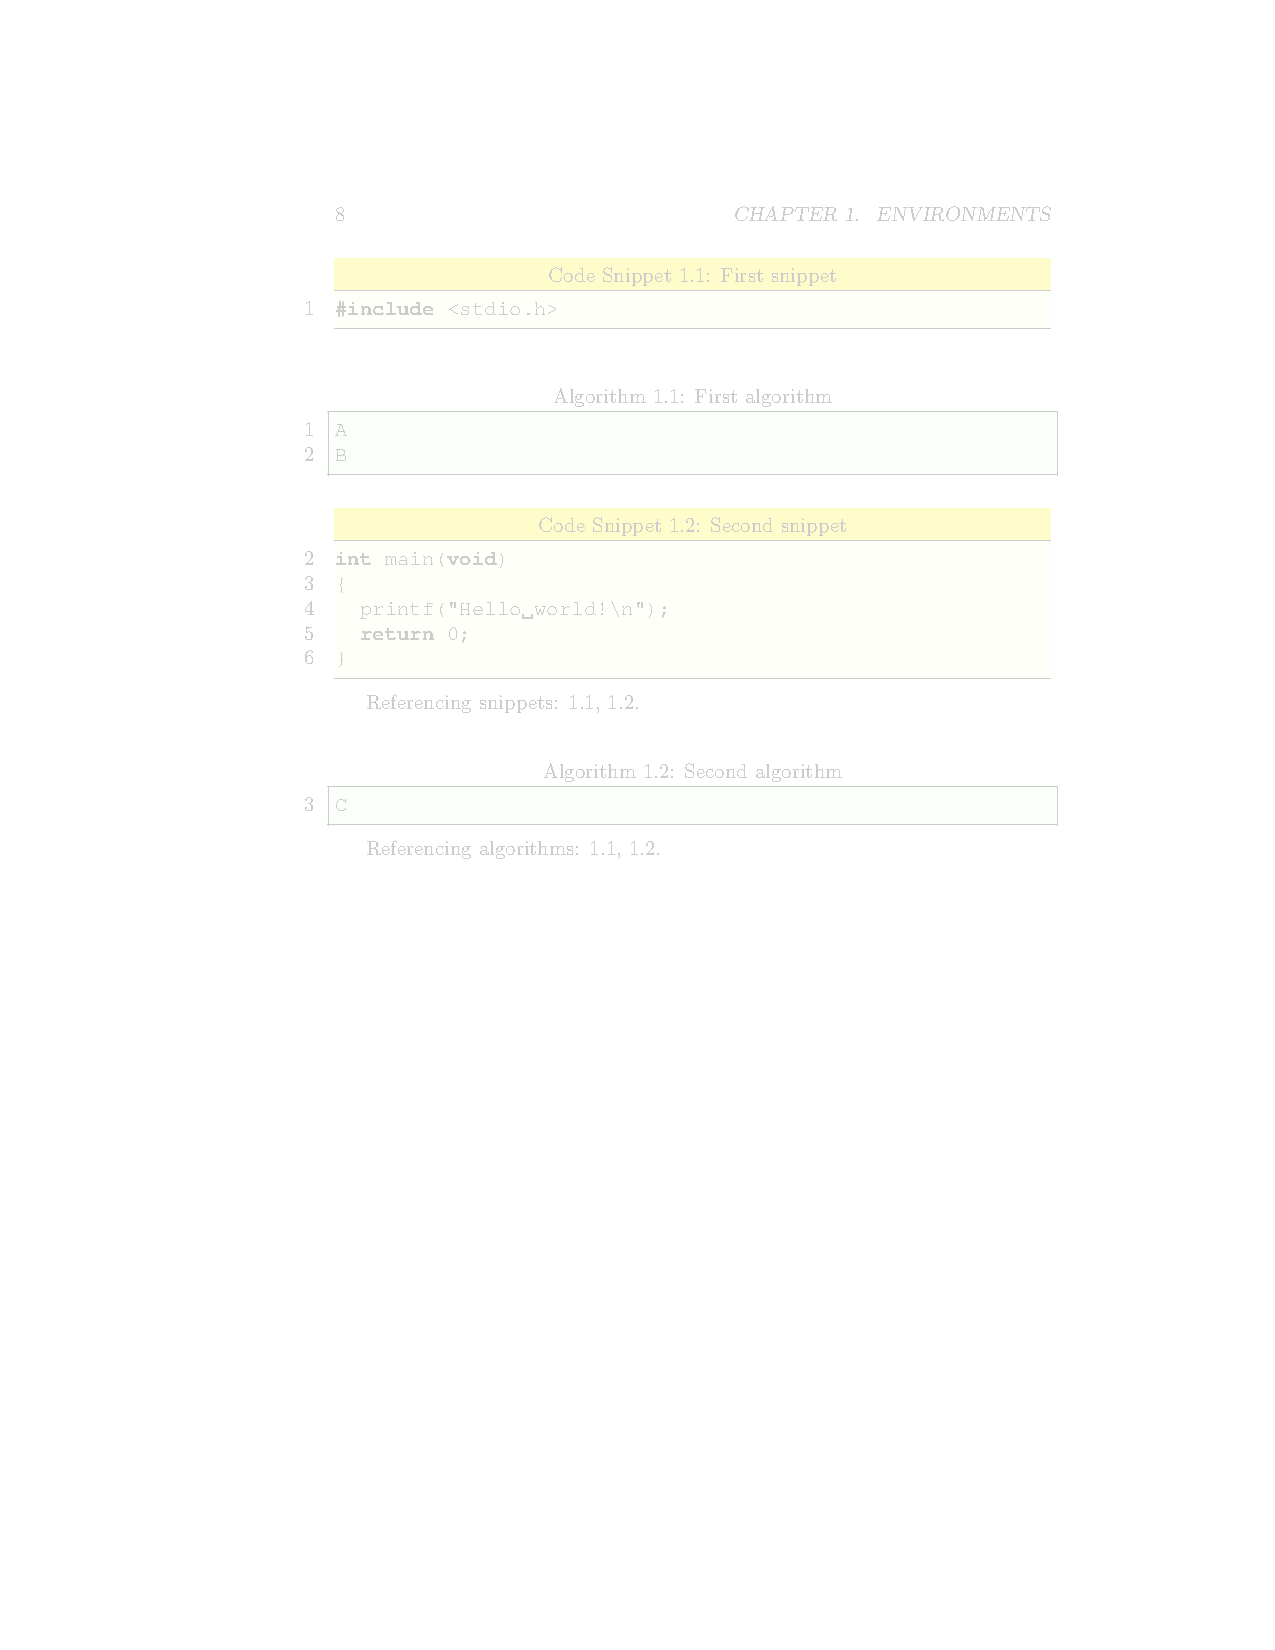 8 CHAPTER 1. ENVIRONMENTS
Code Snippet 1.1: First snippet
1 #include <stdio.h>
Algorithm 1.1: First algorithm
1 A
2 B
Code Snippet 1.2: Second snippet
2 int main(void)
3 {
4   printf("Hello␣world!\n");
5   return 0;
6 }
Referencing snippets: 1.1, 1.2.
Algorithm 1.2: Second algorithm
3 C
Referencing algorithms: 1.1, 1.2.